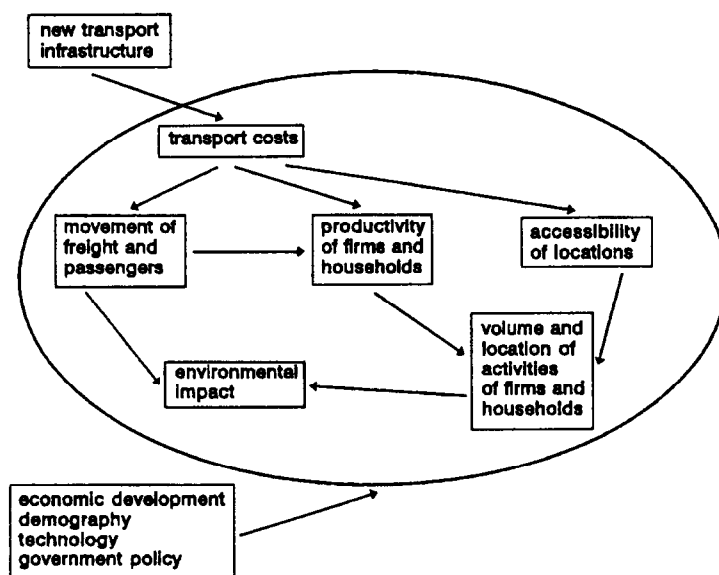 new transport
infrastructure
transport costs
movement of
freight and
passengers
productivity
of firms and
households
accessibility
of locations
volume and
location of
activities
of firms and
households
environmental
impact
economic development
demography
technology
government policy